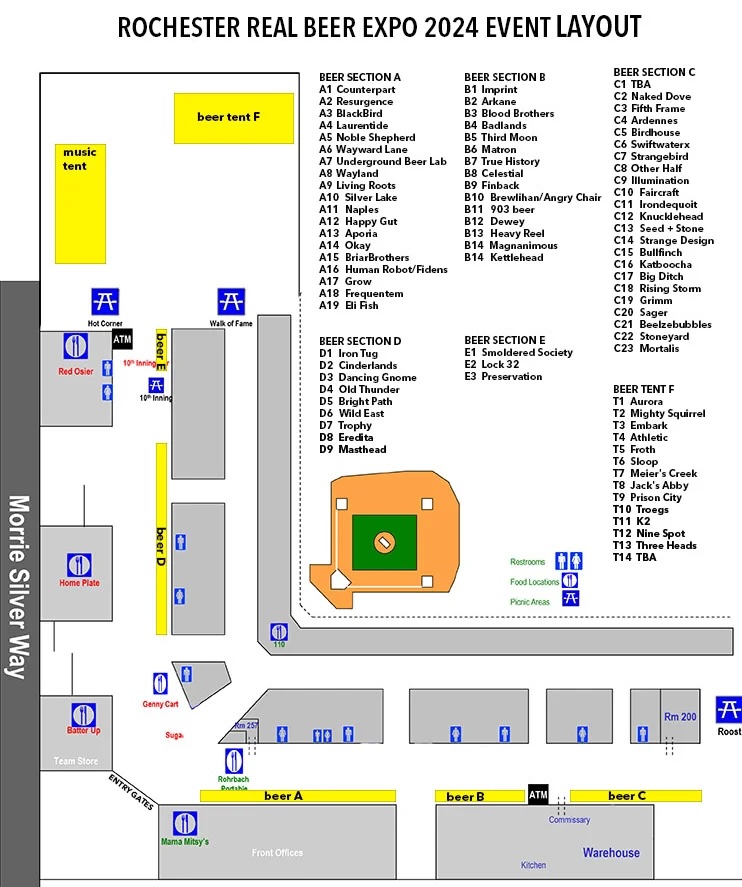 ROCHESTER REAL BEER EXPO 2024 EVENT LAYOUT
BEER SECTION A
A1 Counterpart
A2 Resurgence
A3 BlackBird
A4 Laurentide
A5 Noble Shepherd
A6 Wayward Lane
A7 Underground Beer Lab
A8 Wayland
A9 Living Roots
A10 Silver Lake
A11 Naples
A12 Happy Gut
A13 Aporia
A14 Okay
A15 BriarBrothers
A16 Human Robot/Fidens
A17 Grow
A18 Frequentem
A19 Eli Fish
BEER SECTION B
B1 Imprint
B2 Arkane
B3 Blood Brothers
B4 Badlands
B5 Third Moon
B6 Matron
B7 True History
B8 Celestial
B9 Finback
B10 Brewlihan/Angry Chair
B11 903 beer
B12 Dewey
B13 Heavy Reel
B14 Magnanimous
B14 Kettlehead
BEER SECTION C
C1 TBA
C2 Naked Dove
C3 Fifth Frame
C4 Ardennes
C5 Birdhouse
C6 Swiftwaterx
C7 Strangebird
C8 Other Half
C9 Illumination
C10 Faircraft
C11 Irondequoit
C12 Knucklehead
C13 Seed + Stone
C14 Strange Design
C15 Bullfinch
C16 Katboocha
C17 Big Ditch
C18 Rising Storm
C19 Grimm
C20 Sager
C21 Beelzebubbles
C22 Stoneyard
C23 Mortalis
BEER SECTION D
D1 Iron Tug
D2 Cinderlands
D3 Dancing Gnome
D4 Old Thunder
D5 Bright Path
D6 Wild East
D7 Trophy
D8 Eredita
D9 Masthead
BEER SECTION E
E1 Smoldered Society
E2 Lock 32
E3 Preservation
BEER TENT F
T1 Aurora
T2 Mighty Squirrel
T3 Embark
T4 Athletic
T5 Froth
T6 Sloop
T7 Meier's Creek
T8 Jack's Abby
T9 Prison City
T10 Troegs
T11 K2
T12 Nine Spot
T13 Three Heads
T14 TBA
beer tent F
music
tent
Hot Corner
Walk of Fame
ATM
Red Osier
beer E
10th Inning
10th Inning
beer D
Morrie Silver Way
Home Plate
Restrooms
Food Locations
Picnic Areas
110
Genny Cart
Batter Up
Suga
Rm 257
Rm 200
Roost
Team Store
Rohrbach
Portable
ENTRY GATES
beer A
beer B
ATM
beer C
Mama Mitsy's
Front Offices
Commissary
Warehouse
Kitchen